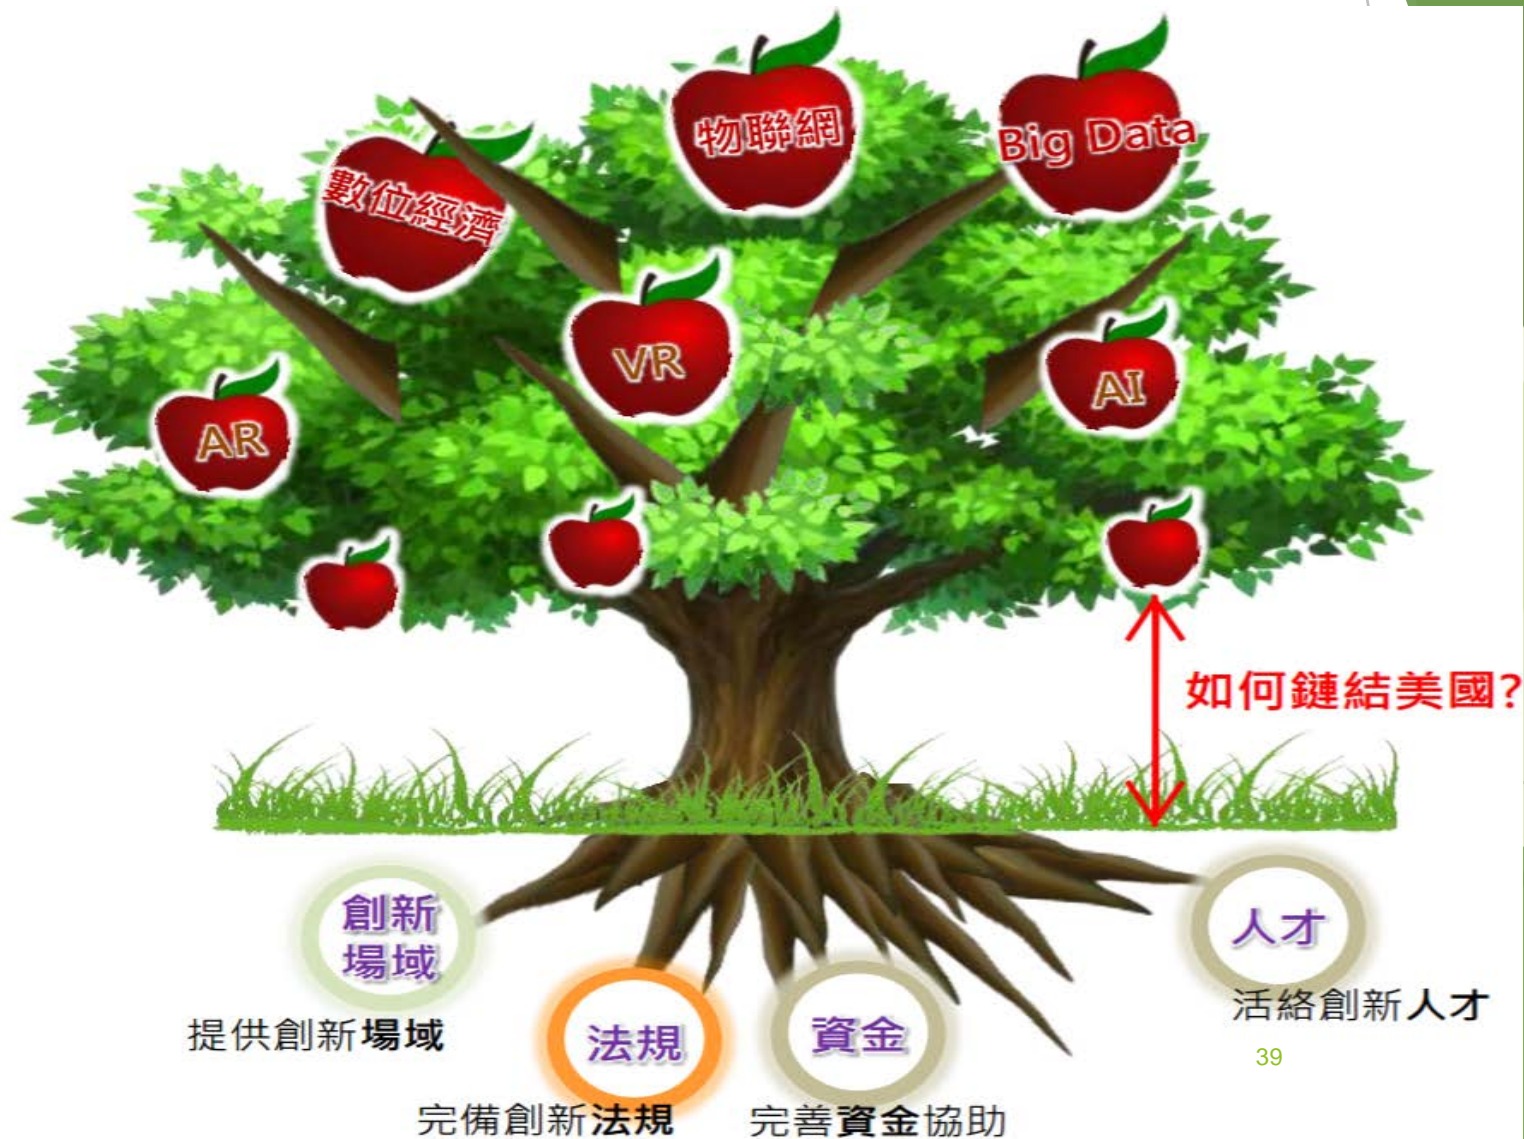 物聯網
Big Data
數位經濟
VR
AI
AR
如何鏈結美國?
創新
場域
提供創新場域
法規
完備創新法規
資金
完善資金協助
人才
活絡創新人才
39